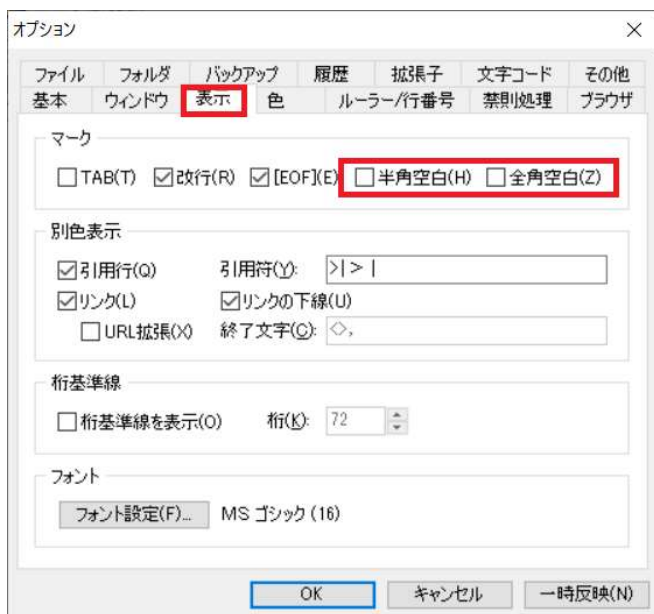 オプション
ファイル フォルダ バックアップ 履歴 拡張子 文字コード その他
基本 ウィンドウ 表示 色 ルーラー/行番号 禁則処理 ブラウザ
マーク
TAB(T) 改行(R) [EOF](E) 半角空白(H) 全角空白(Z)
別色表示
引用行(Q) 引用符(Y): >|>|
リンク(L) リンクの下線(U)
URL拡張(X) 終了文字(C): <>,
桁基準線
桁基準線を表示(O) 桁(K): 72
フォント
フォント設定(F)... MS ゴシック (16)
OK キャンセル 一時反映(N)